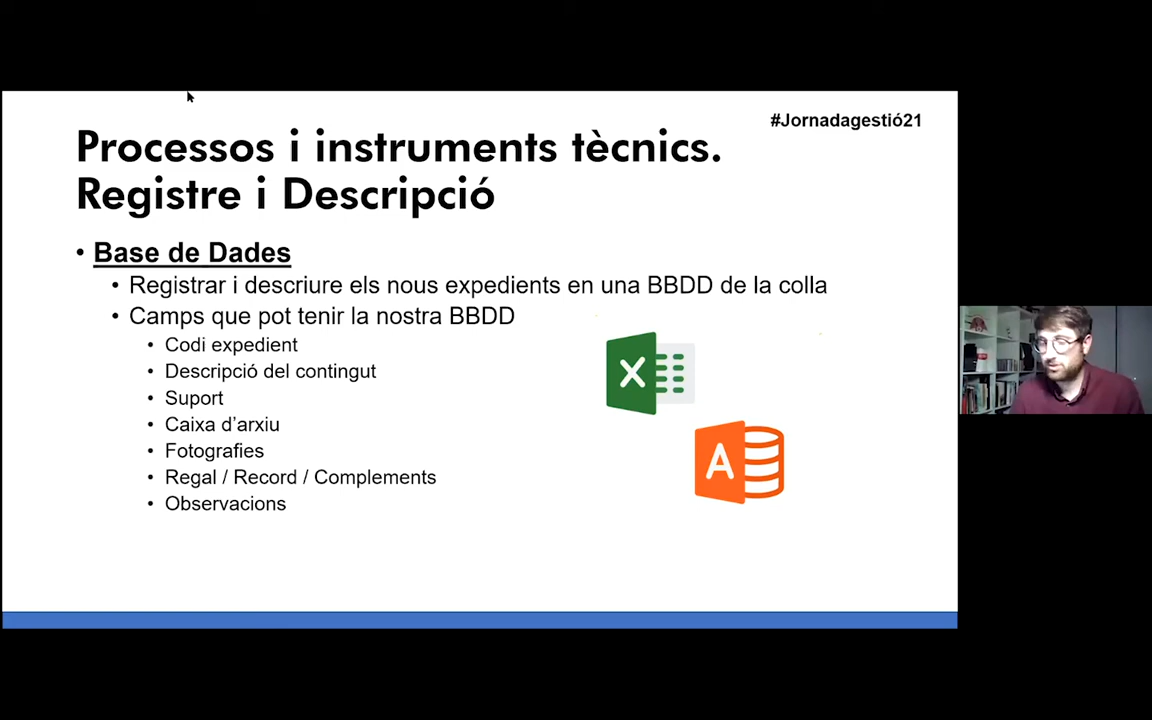 #Jornadagestió21
Processos i instruments tècnics.
Registre i Descripció
• Base de Dades
• Registrar i descriure els nous expedients en una BBDD de la colla
• Camps que pot tenir la nostra BBDD
• Codi expedient
• Descripció del contingut
• Suport
• Caixa d'arxiu
• Fotografies
• Regal / Record / Complements
• Observacions
X
A